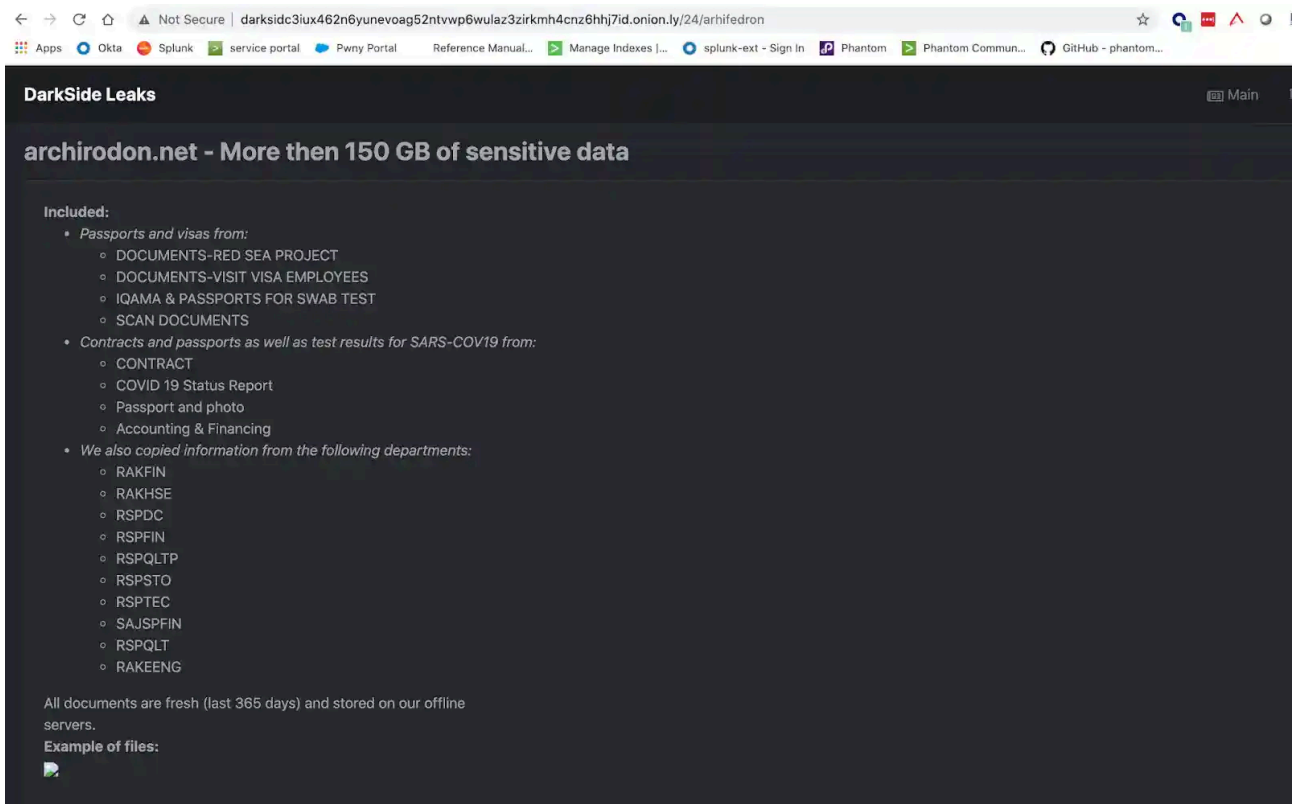 Not Secure | darksidc3iux462n6yunevoag52ntvwp6wulaz3zirkmh4cnz6hhj7id.onion.ly/24/arhifedron
Apps Okta Splunk service portal Pwny Portal Reference Manual... Manage Indexes |... splunk-ext - Sign In Phantom Phantom Commun... GitHub - phantom...
DarkSide Leaks Main
archirodon.net - More then 150 GB of sensitive data
Included:
• Passports and visas from:
◦ DOCUMENTS-RED SEA PROJECT
◦ DOCUMENTS-VISIT VISA EMPLOYEES
◦ IQAMA & PASSPORTS FOR SWAB TEST
◦ SCAN DOCUMENTS
• Contracts and passports as well as test results for SARS-COV19 from:
◦ CONTRACT
◦ COVID 19 Status Report
◦ Passport and photo
◦ Accounting & Financing
• We also copied information from the following departments:
◦ RAKFIN
◦ RAKHSE
◦ RSPDC
◦ RSPFIN
◦ RSPQLTP
◦ RSPSTO
◦ RSPTEC
◦ SAJSPFIN
◦ RSPQLT
◦ RAKEENG
All documents are fresh (last 365 days) and stored on our offline
servers.
Example of files: